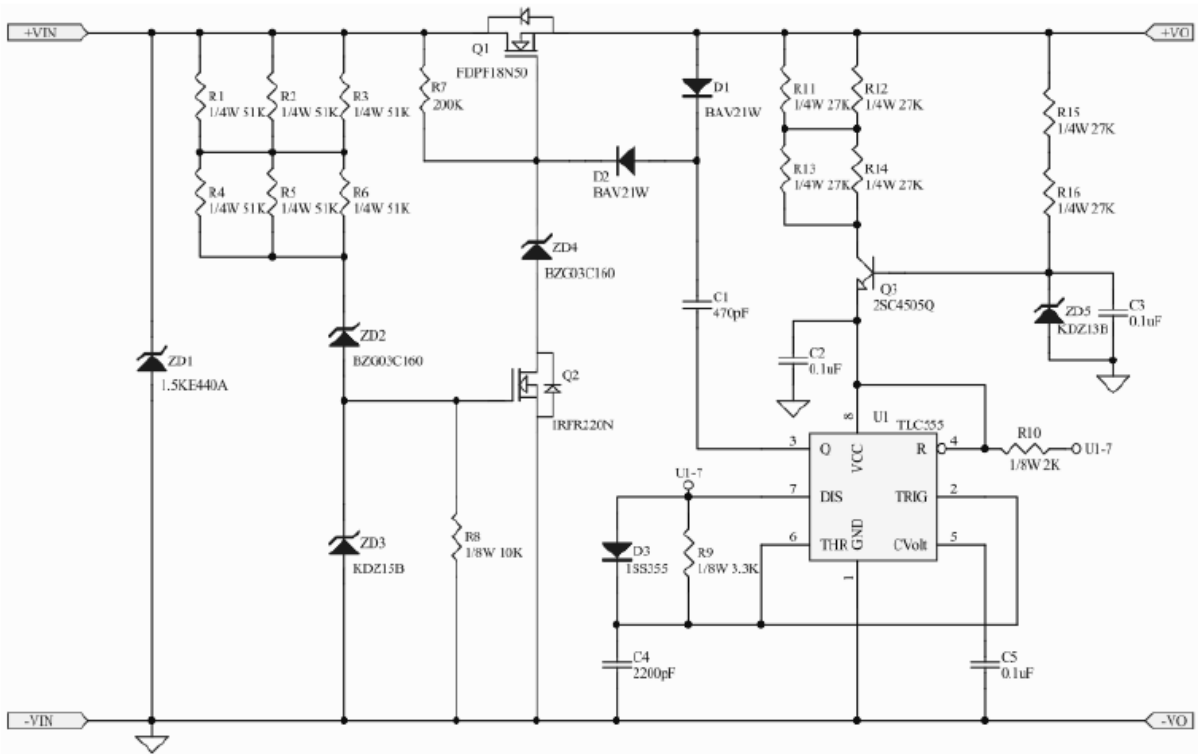 +VIN
+VO
Q1
FDPF18N50
R1
1/4W 51K
R2
1/4W 51K
R3
1/4W 51K
R7
200K
D1
BAV21W
R11
1/4W 27K
R12
1/4W 27K
R15
1/4W 27K
R4
1/4W 51K
R5
1/4W 51K
R6
1/4W 51K
D2
BAV21W
R13
1/4W 27K
R14
1/4W 27K
R16
1/4W 27K
ZD4
BZG03C160
Q3
2SC4505Q
C1
470pF
ZD5
KDZ13B
C3
0.1uF
ZD1
1.5KE440A
ZD2
BZG03C160
C2
0.1uF
Q2
IRFR220N
U1
TLC555
8
3
Q
VCC
R
4
R10
1/8W 2K
U1-7
U1-7
7
DIS
TRIG
2
R8
1/8W 10K
ZD3
KDZ15B
D3
1SS355
R9
1/8W 3.3K
6
THR
GND
CVolt
5
1
C4
2200pF
C5
0.1uF
-VIN
-VO